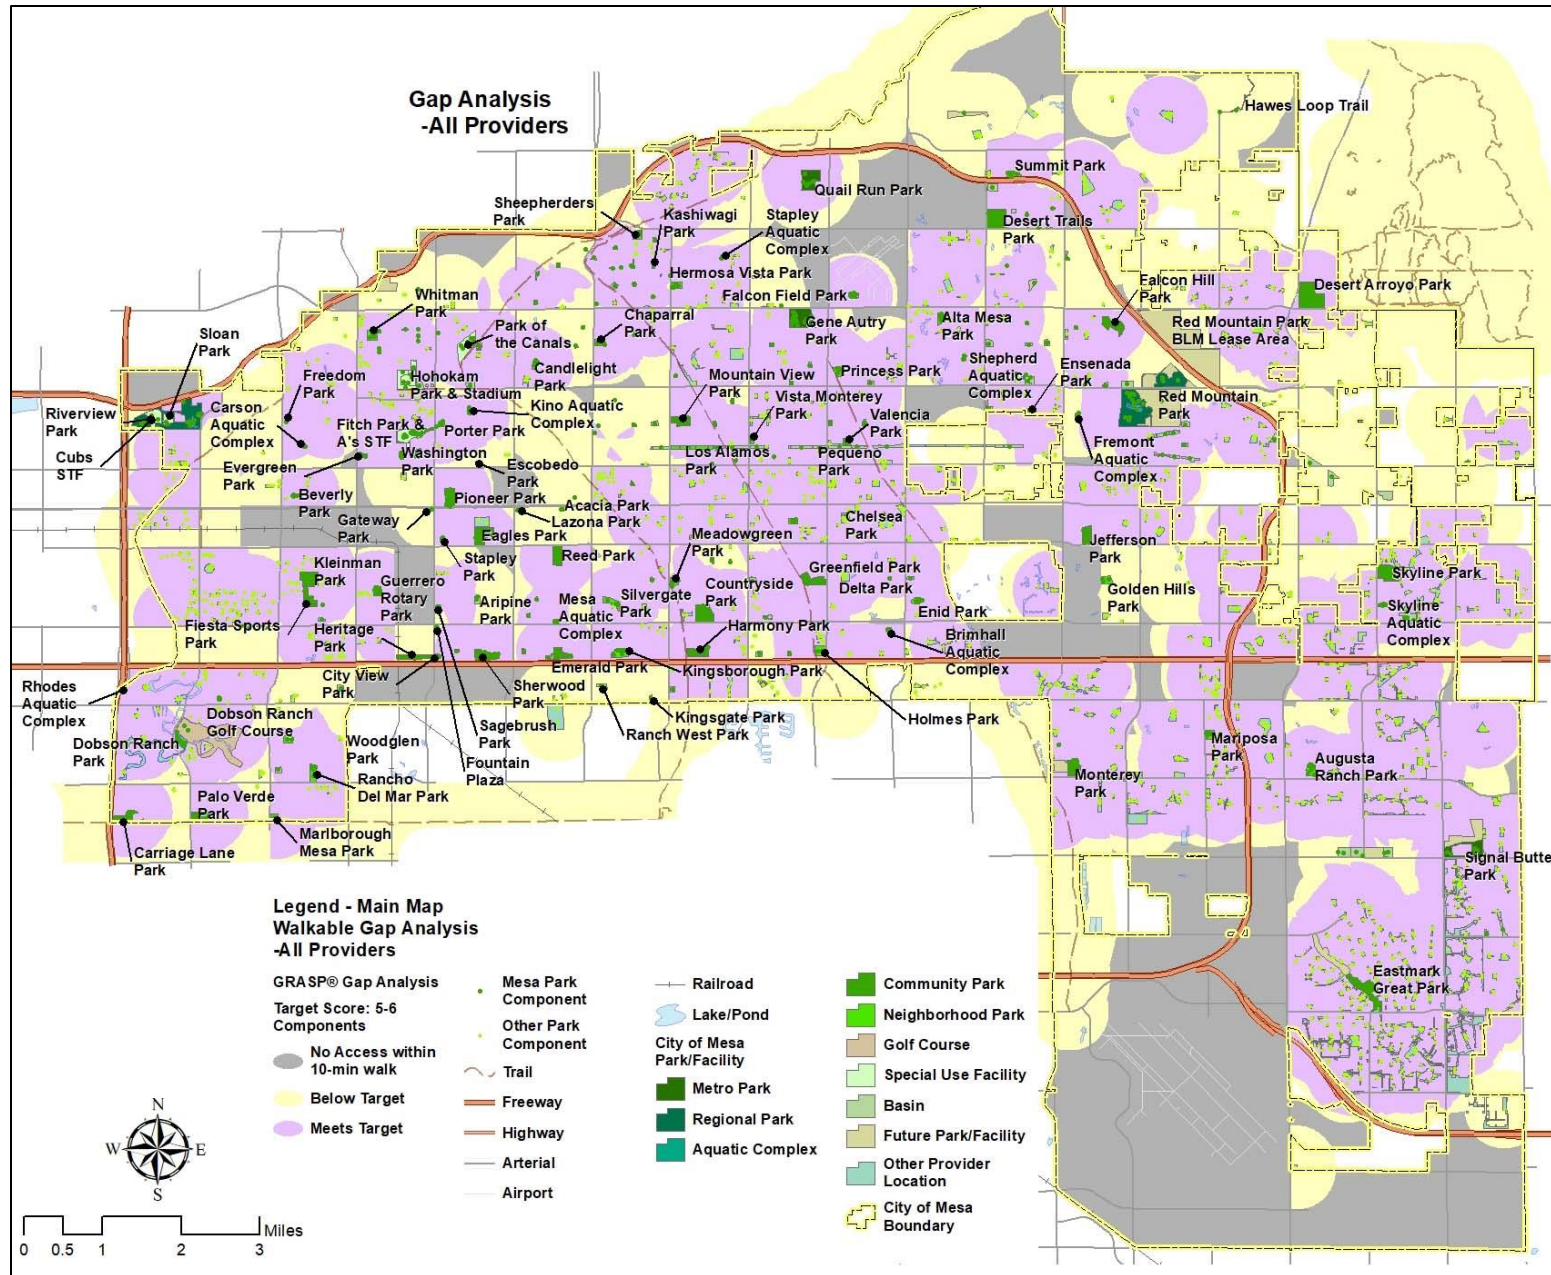 Gap Analysis
-All Providers
Hawes Loop Trail
Summit Park
Quail Run Park
Sheepherders
Park
Kashiwagi
Park
Stapley
Aquatic
Complex
Desert Trails
Park
Hermosa Vista Park
Falcon Hill
Park
Desert Arroyo Park
Whitman
Park
Falcon Field Park
Sloan
Park
Park of
the Canals
Chaparral
Park
Gene Autry
Park
Alta Mesa
Park
Red Mountain Park
BLM Lease Area
Freedom
Park
Hohokam
Park & Stadium
Candlelight
Park
Mountain View
Park
Princess Park
Shepherd
Aquatic
Complex
Ensenada
Park
Riverview
Park
Carson
Aquatic
Complex
Fitch Park &
A's STF
Kino Aquatic
Complex
Porter Park
Vista Monterey
Park
Valencia
Park
Red Mountain
Park
Cubs
STF
Evergreen
Park
Washington
Park
Escobedo
Park
Los Alamos
Park
Pequeno
Park
Fremont
Aquatic
Complex
Beverly
Park
Pioneer Park
Acacia Park
Lazona Park
Gateway
Park
Eagles Park
Meadowgreen
Park
Chelsea
Park
Jefferson
Park
Kleinman
Park
Stapley
Park
Reed Park
Guerrero
Rotary
Park
Aripine
Park
Mesa
Aquatic
Complex
Silvergate
Park
Countryside
Park
Greenfield Park
Delta Park
Golden Hills
Park
Skyline Park
Skyline
Aquatic
Complex
Fiesta Sports
Park
Heritage
Park
Harmony Park
Enid Park
Brimhall
Aquatic
Complex
Rhodes
Aquatic
Complex
City View
Park
Sherwood
Park
Emerald Park
Kingsborough Park
Dobson Ranch
Golf Course
Dobson Ranch
Park
Woodglen
Park
Sagebrush
Park
Kingsgate Park
Ranch West Park
Holmes Park
Fountain
Plaza
Mariposa
Park
Rancho
Del Mar Park
Monterey
Park
Augusta
Ranch Park
Palo Verde
Park
Marlborough
Mesa Park
Carriage Lane
Park
Signal Butte
Park
Eastmark
Great Park
Legend - Main Map
Walkable Gap Analysis
-All Providers
GRASP® Gap Analysis
Target Score: 5-6
Components
No Access within
10-min walk
Below Target
Meets Target
Mesa Park
Component
Other Park
Component
Trail
Freeway
Highway
Arterial
Airport
Railroad
Lake/Pond
City of Mesa
Park/Facility
Metro Park
Regional Park
Aquatic Complex
Community Park
Neighborhood Park
Golf Course
Special Use Facility
Basin
Future Park/Facility
Other Provider
Location
City of Mesa
Boundary
N
W E
S
Miles
0 0.5 1 2 3